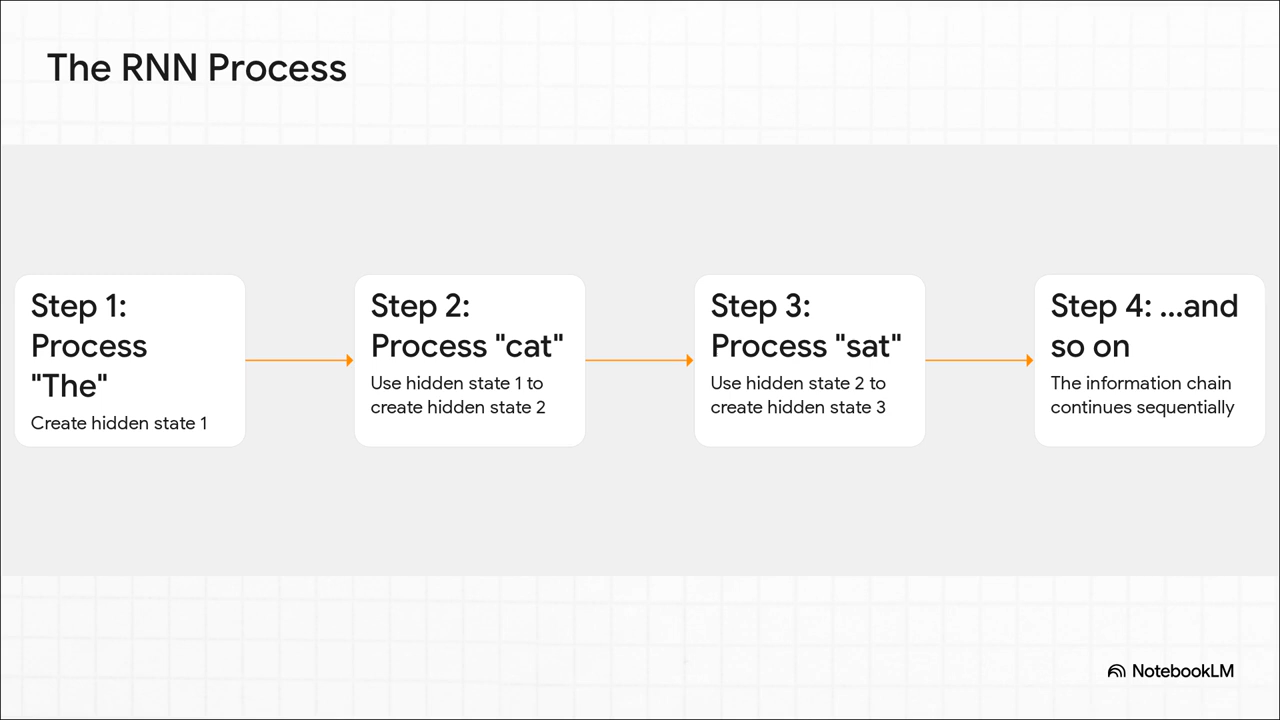 The RNN Process
Step 1:
Process
"The"
Create hidden state 1
Step 2:
Process "cat"
Use hidden state 1 to
create hidden state 2
Step 3:
Process "sat"
Use hidden state 2 to
create hidden state 3
Step 4: ...and
so on
The information chain
continues sequentially
NotebookLM